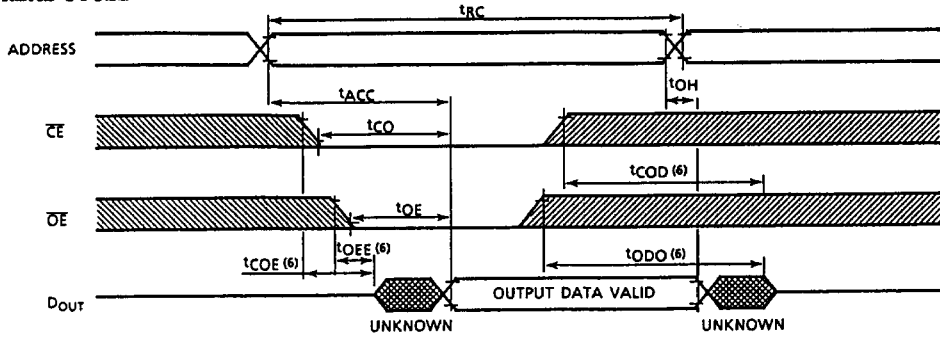 tRC
ADDRESS
tOH
tACC
CE
tCO
tCOD (6)
OE
tOE
tOEE (6)
tCOE (6)
tODO (6)
DOUT
OUTPUT DATA VALID
UNKNOWN
UNKNOWN